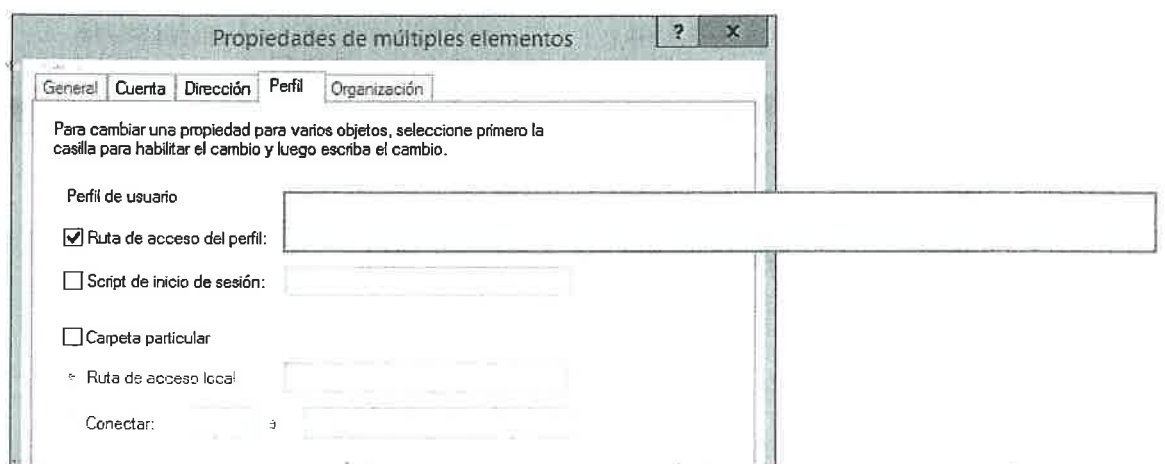 Propiedades de múltiples elementos
? x
General Cuenta Dirección Perfil Organización
Para cambiar una propiedad para varios objetos, seleccione primero la
casilla para habilitar el cambio y luego escriba el cambio.
Perfil de usuario
Ruta de acceso del perfil:
Script de inicio de sesión:
Carpeta particular
Ruta de acceso local
Conectar: a